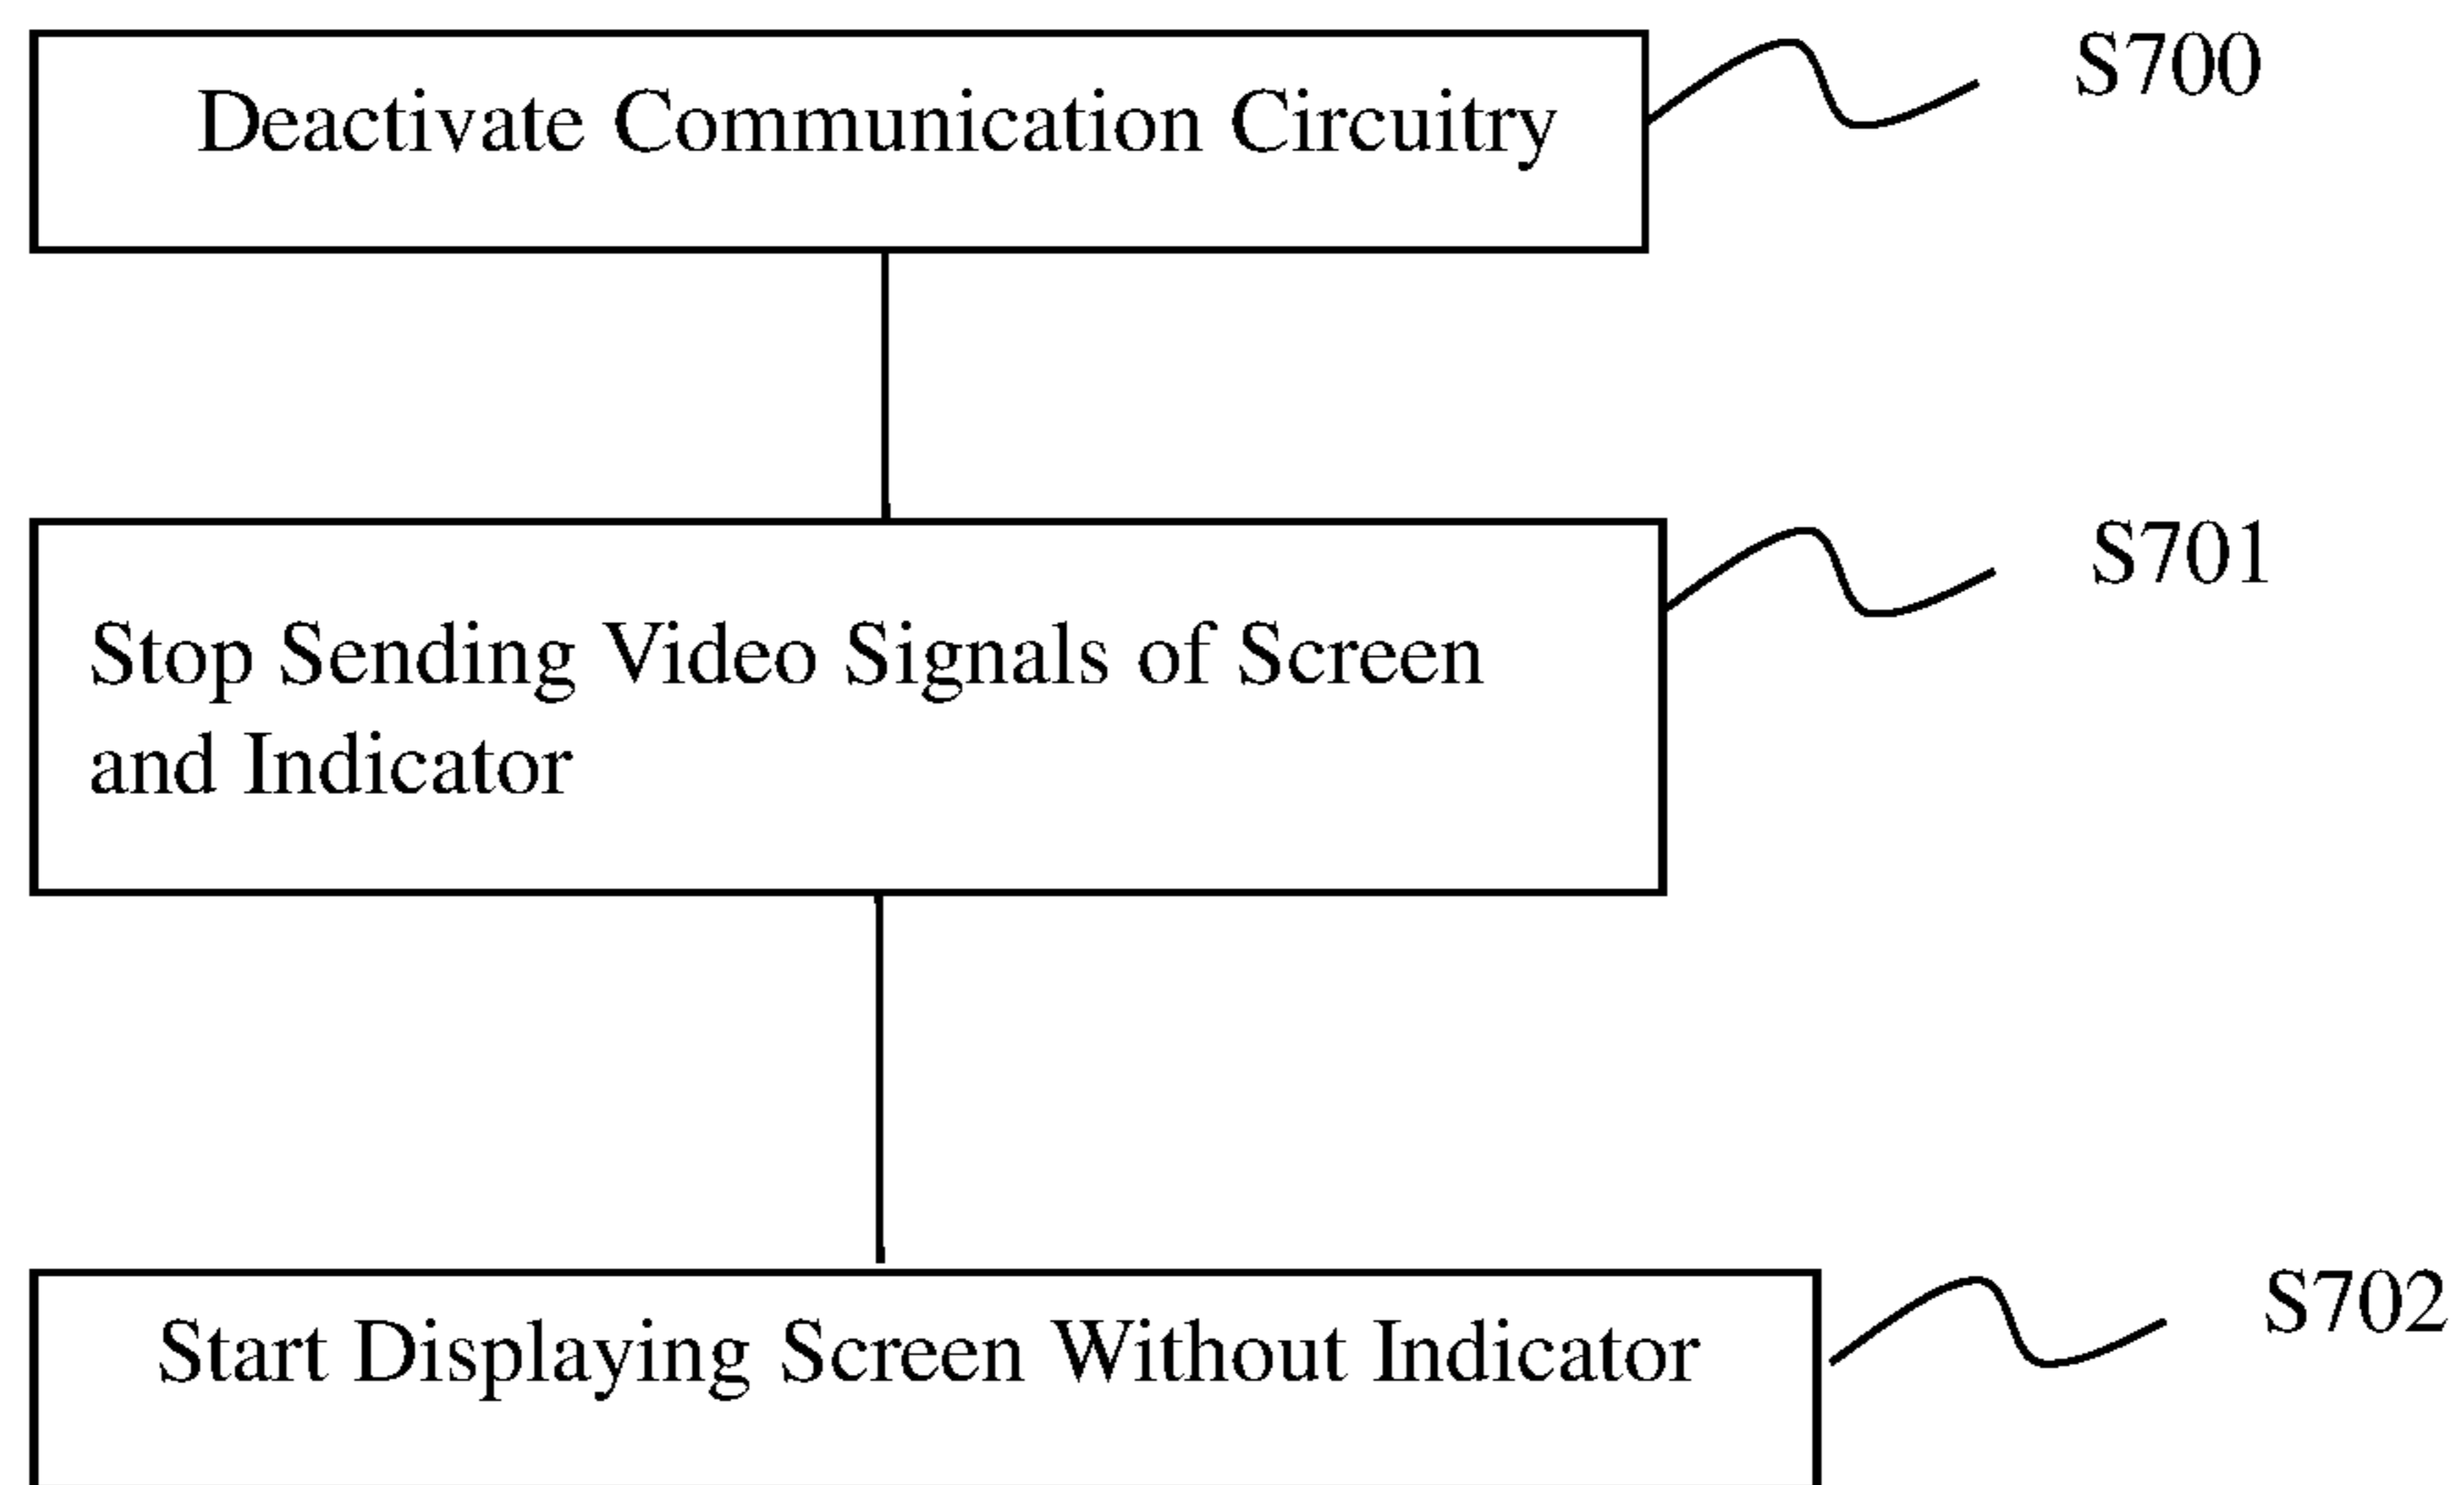 Deactivate Communication Circuitry
S700
Stop Sending Video Signals of Screen
and Indicator
S701
Start Displaying Screen Without Indicator
S702